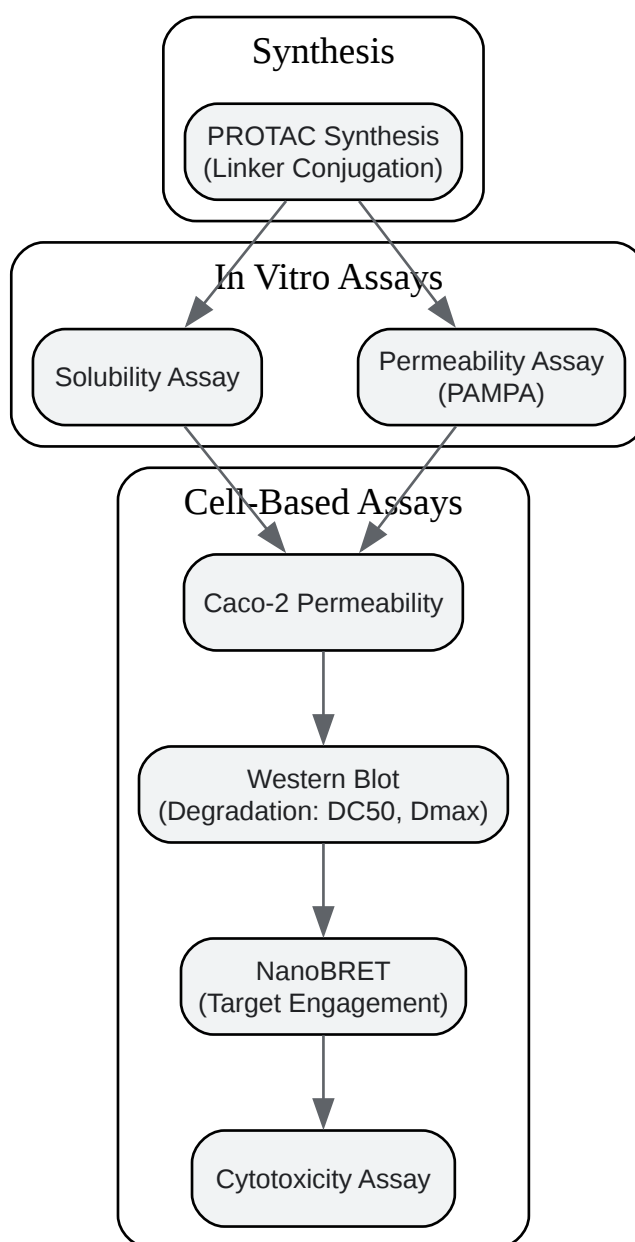 Synthesis
PROTAC Synthesis
(Linker Conjugation)
In Vitro Assays
Solubility Assay
Permeability Assay
(PAMPA)
Cell-Based Assays
Caco-2 Permeability
Western Blot
(Degradation: DC50, Dmax)
NanoBRET
(Target Engagement)
Cytotoxicity Assay